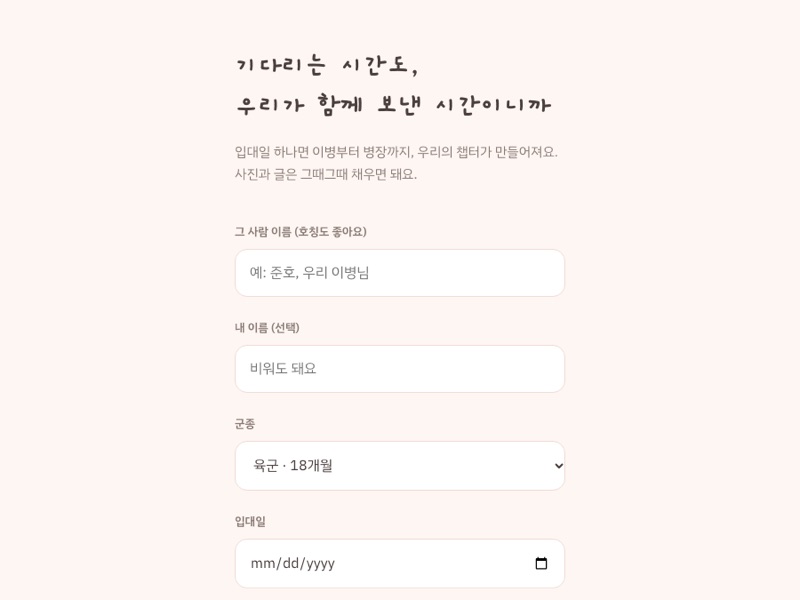 기다리는 시간도,
우리가 함께 보낸 시간이니까
입대일 하나면 이병부터 병장까지, 우리의 챕터가 만들어져요.
사진과 글은 그때그때 채우면 돼요.
그 사람 이름 (호칭도 좋아요)
예: 준호, 우리 이병님
내 이름 (선택)
비워도 돼요
군종
육군 · 18개월
입대일
mm/dd/yyyy